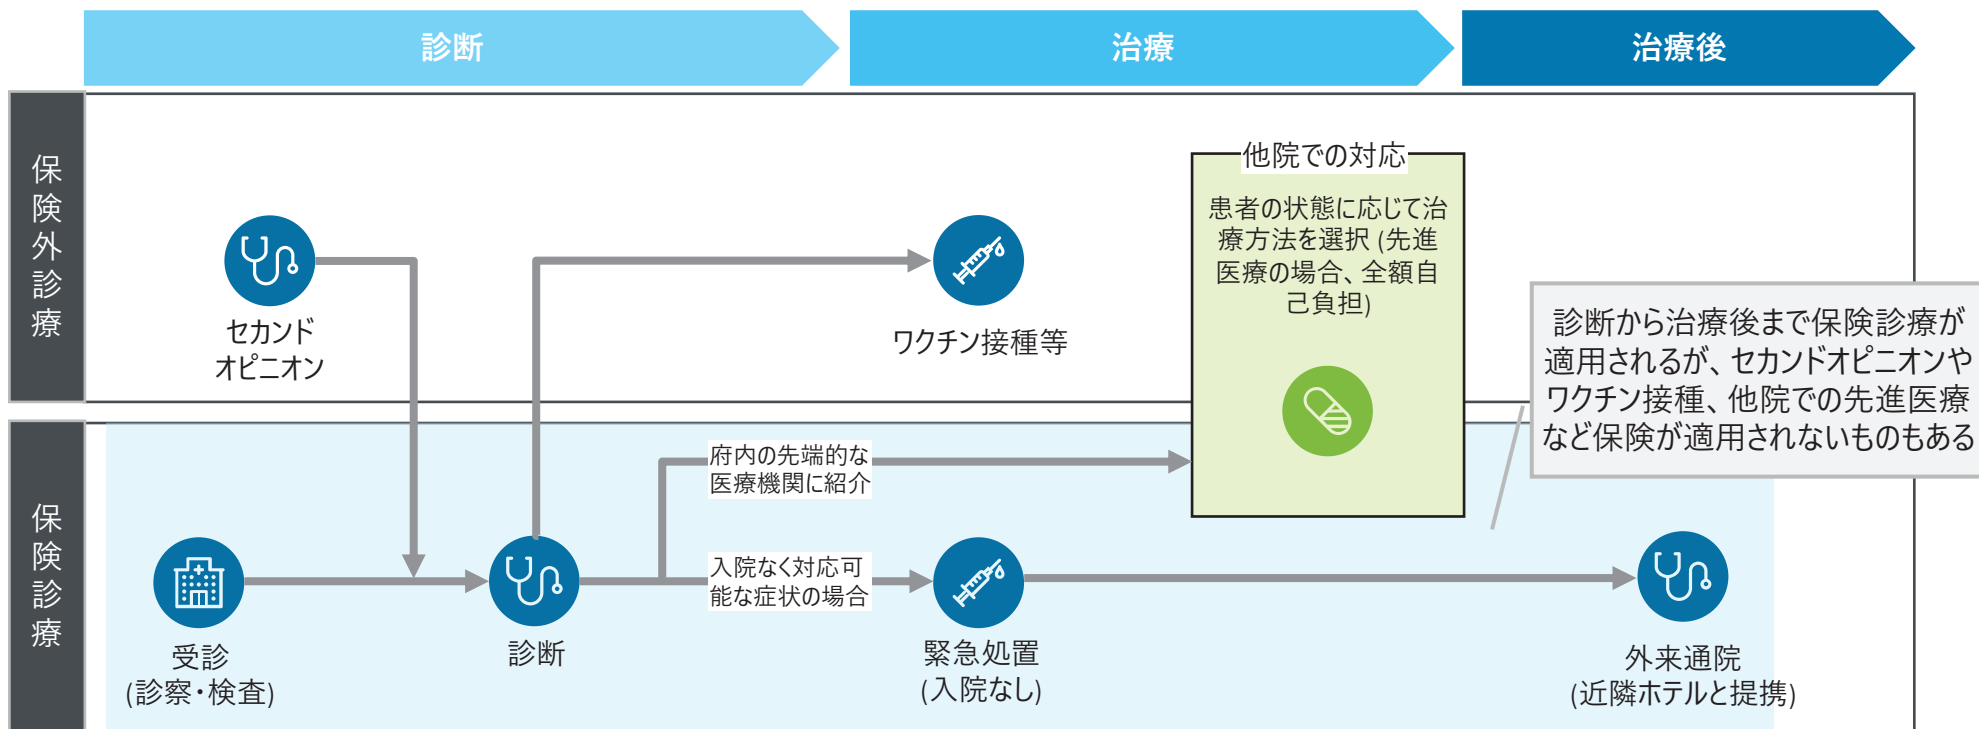 診断
治療
治療後
保険外診療
他院での対応
患者の状態に応じて治
療方法を選択 (先進
医療の場合、全額自
己負担)
セカンド
オピニオン
ワクチン接種等
診断から治療後まで保険診療が
適用されるが、セカンドオピニオンや
ワクチン接種、他院での先進医療
など保険が適用されないものもある
保険診療
府内の先端的な
医療機関に紹介
入院なく対応可
能な症状の場合
受診
(診察・検査)
診断
緊急処置
(入院なし)
外来通院
(近隣ホテルと提携)